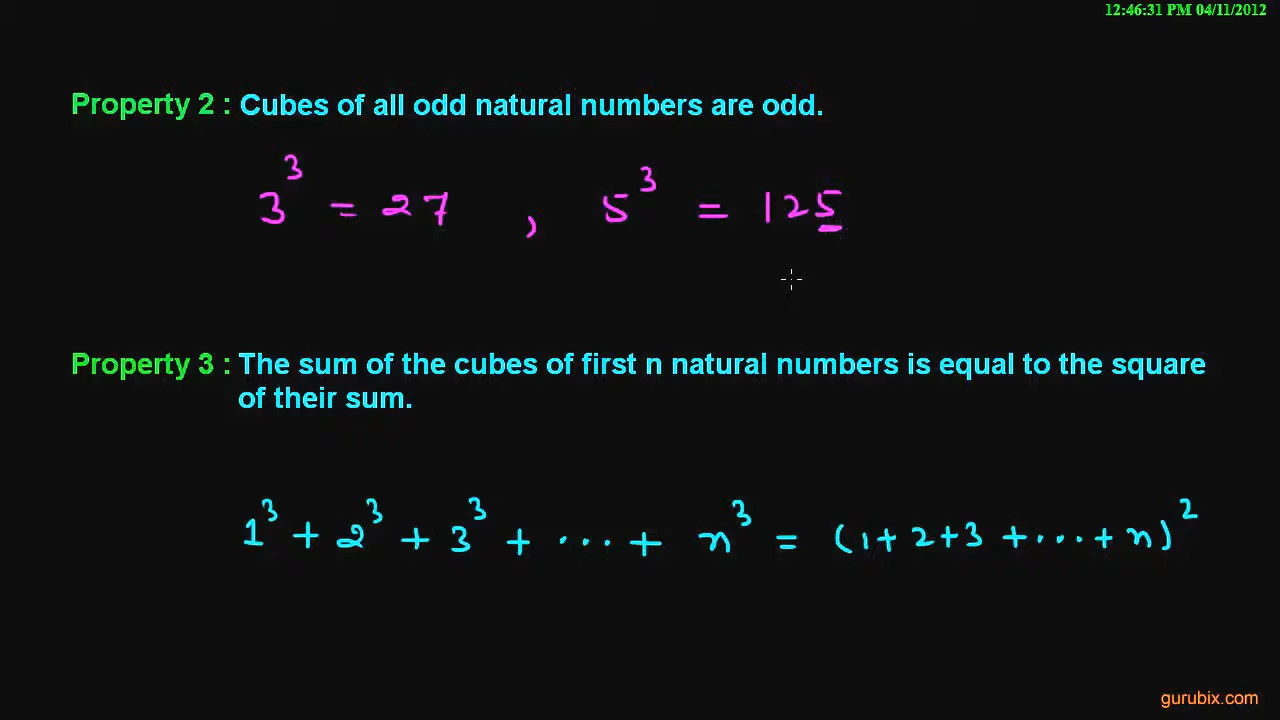 12:46:31 PM 04/11/2012
Property 2 : Cubes of all odd natural numbers are odd.
3³ = 27 , 5³ = 125
Property 3 : The sum of the cubes of first n natural numbers is equal to the square
of their sum.
1³ + 2³ + 3³ + ... + n³ = (1+2+3+...+n)²
gurubix.com